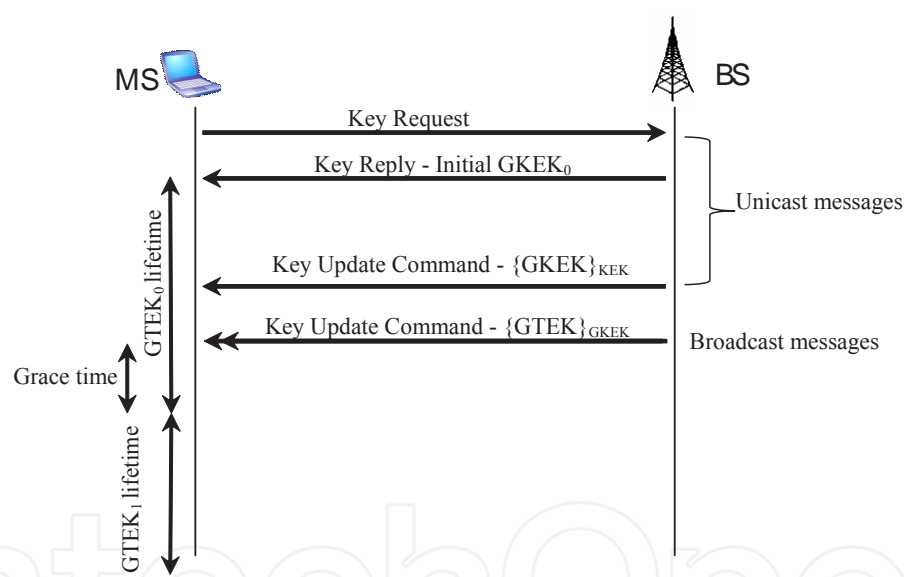 MS
BS
Key Request
Key Reply - Initial GKEK₀
Unicast messages
Key Update Command - {GKEK}KEK
Key Update Command - {GTEK}GKEK
Broadcast messages
GTEK₀ lifetime
Grace time
GTEK₁ lifetime